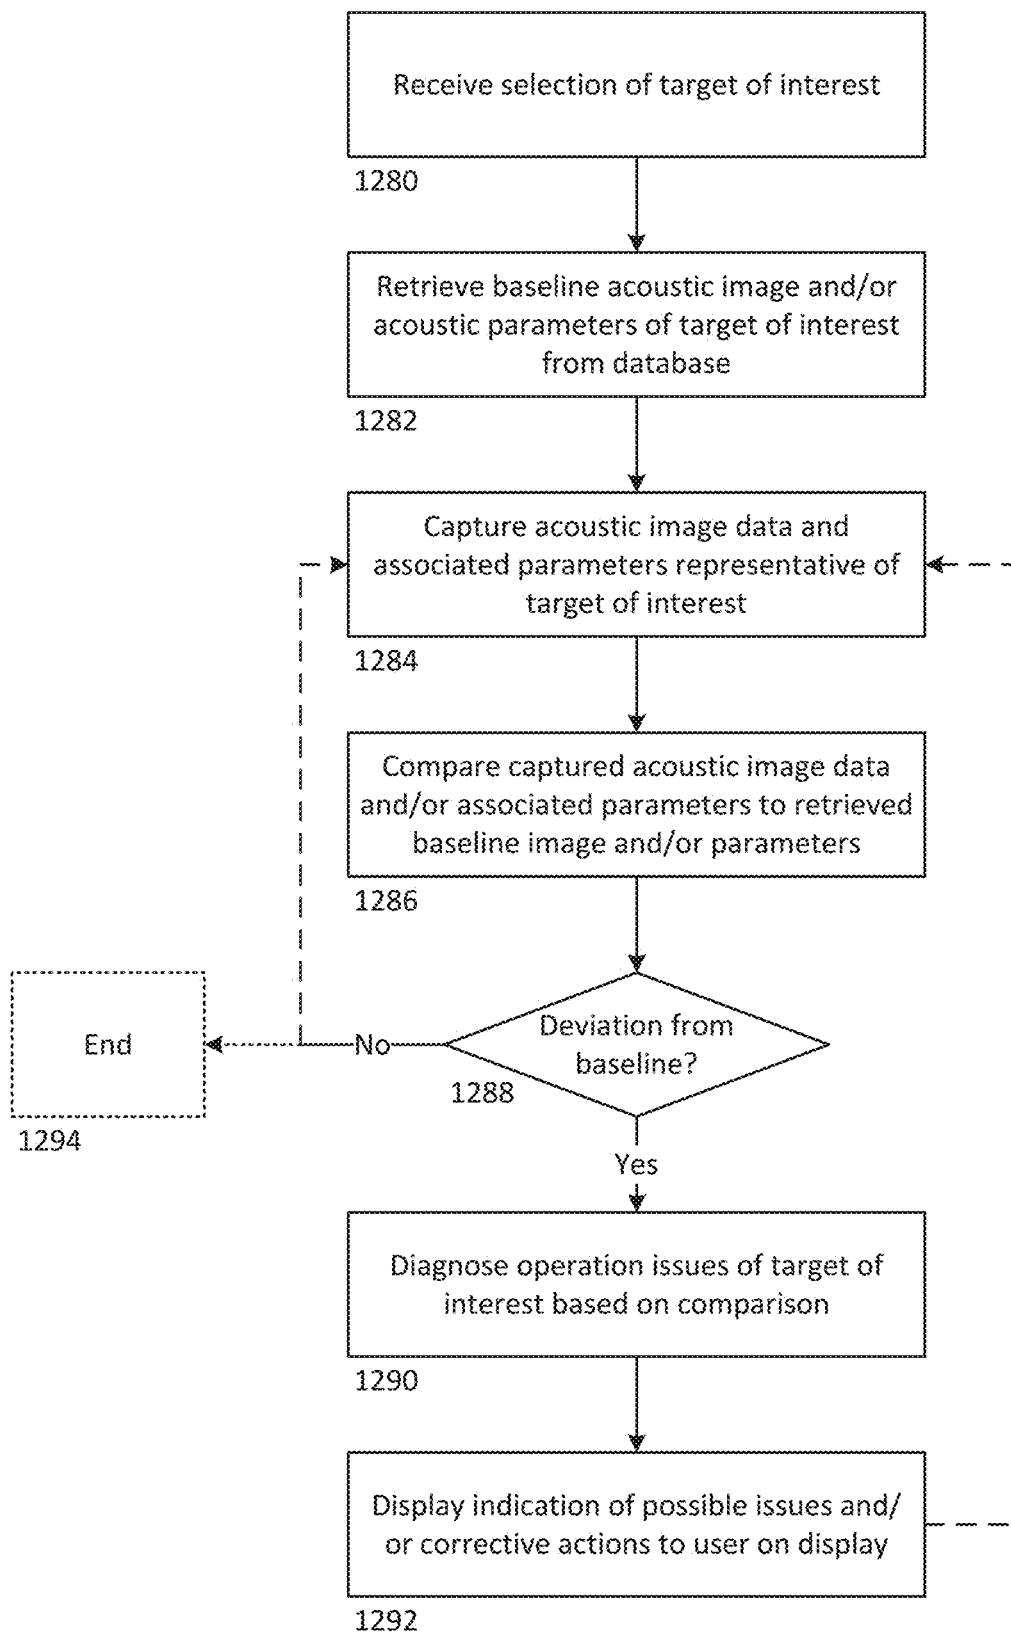 Receive selection of target of interest
1280
Retrieve baseline acoustic image and/or
acoustic parameters of target of interest
from database
1282
Capture acoustic image data and
associated parameters representative of
target of interest
1284
Compare captured acoustic image data
and/or associated parameters to retrieved
baseline image and/or parameters
1286
Deviation from
baseline?
1288
No
End
1294
Yes
Diagnose operation issues of target of
interest based on comparison
1290
Display indication of possible issues and/
or corrective actions to user on display
1292